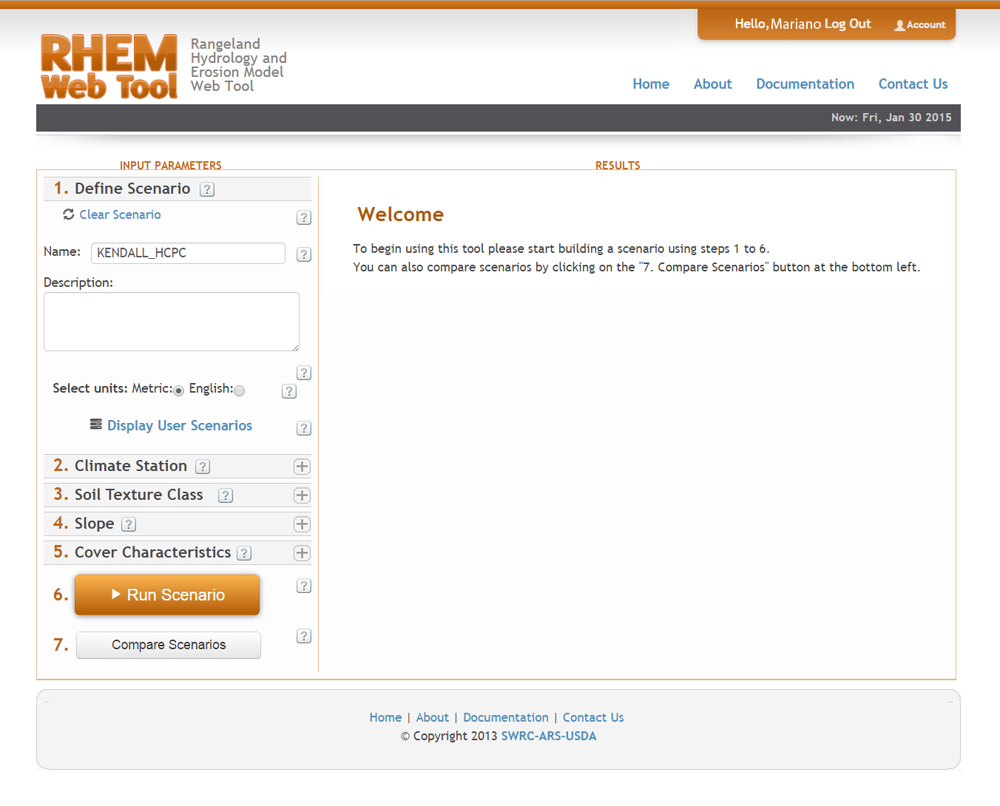 Hello, Mariano Log Out Account
RHEM
Web Tool
Rangeland
Hydrology and
Erosion Model
Web Tool
Home About Documentation Contact Us
Now: Fri, Jan 30 2015
INPUT PARAMETERS
RESULTS
1. Define Scenario ?
Clear Scenario ?
Name: KENDALL_HCPC ?
Description:
?
Select units: Metric: English: ?
Display User Scenarios ?
2. Climate Station ?
3. Soil Texture Class ?
4. Slope ?
5. Cover Characteristics ?
6. Run Scenario ?
7. Compare Scenarios ?
Welcome
To begin using this tool please start building a scenario using steps 1 to 6.
You can also compare scenarios by clicking on the "7. Compare Scenarios" button at the bottom left.
Home | About | Documentation | Contact Us
© Copyright 2013 SWRC-ARS-USDA